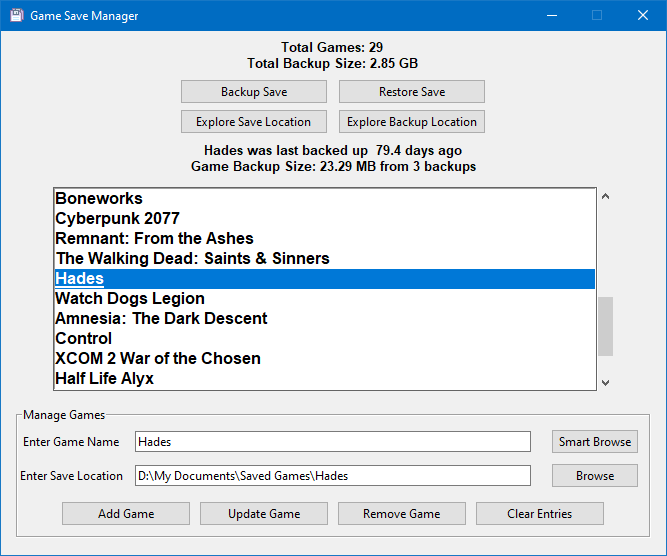 Game Save Manager
Total Games: 29
Total Backup Size: 2.85 GB
Backup Save
Restore Save
Explore Save Location
Explore Backup Location
Hades was last backed up  79.4 days ago
Game Backup Size: 23.29 MB from 3 backups
Boneworks
Cyberpunk 2077
Remnant: From the Ashes
The Walking Dead: Saints & Sinners
Hades
Watch Dogs Legion
Amnesia: The Dark Descent
Control
XCOM 2 War of the Chosen
Half Life Alyx
Manage Games
Enter Game Name
Hades
Smart Browse
Enter Save Location
D:\My Documents\Saved Games\Hades
Browse
Add Game
Update Game
Remove Game
Clear Entries